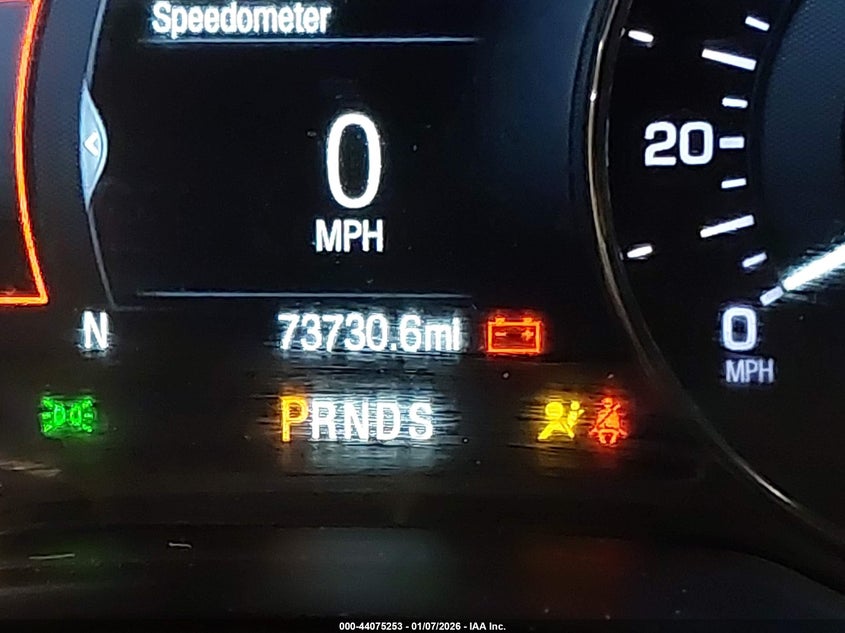 Speedometer
0
MPH
20
0
MPH
N 73730.6mi
PRNDS
000-44075253 - 01/07/2026 - IAA Inc.